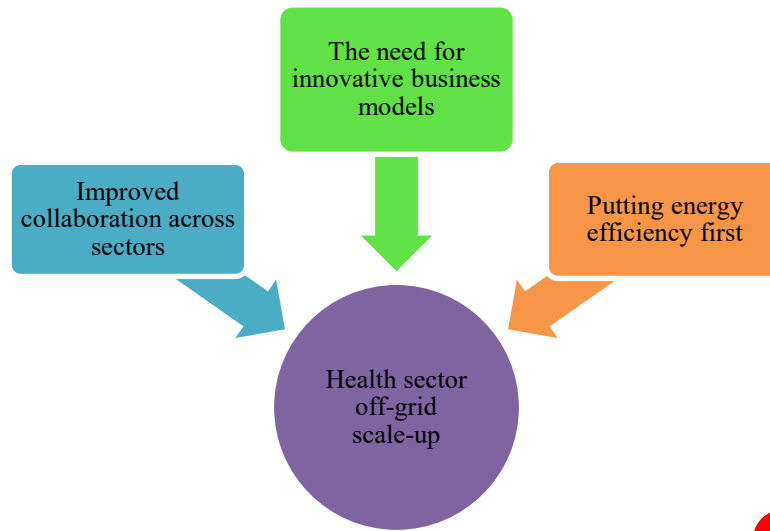 The need for
innovative business
models
Improved
collaboration across
sectors
Putting energy
efficiency first
Health sector
off-grid
scale-up